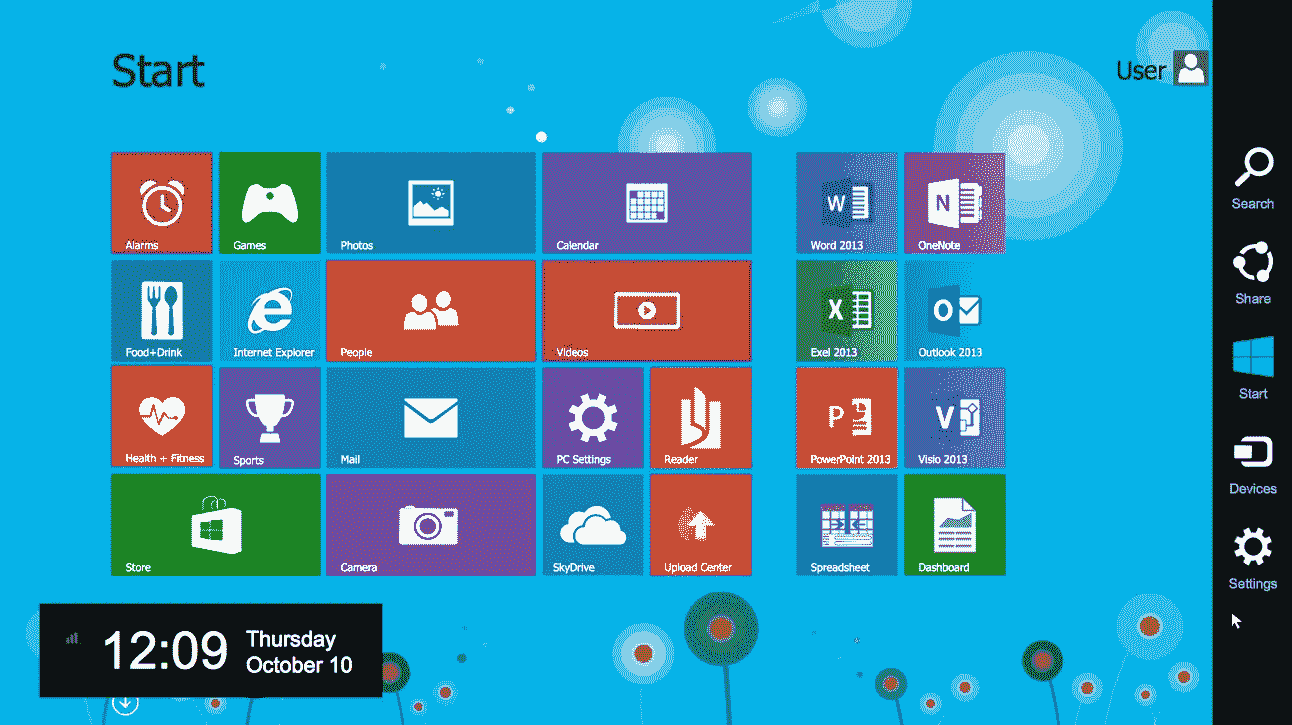 Start
User
Alarms
Games
Photos
Calendar
W
Word 2013
N
OneNote
Food+Drink
Internet Explorer
People
Videos
X
Exel 2013
O
Outlook 2013
Health + Fitness
Sports
Mail
PC Settings
Reader
P
PowerPoint 2013
V
Visio 2013
Store
Camera
SkyDrive
Upload Center
Spreadsheet
Dashboard
Search
Share
Start
Devices
Settings
12:09
Thursday
October 10